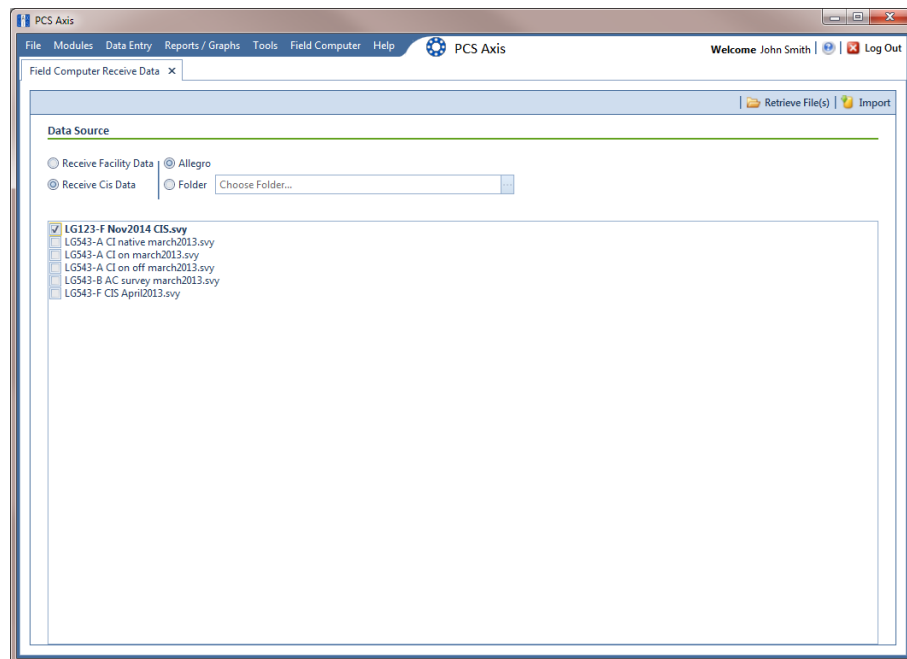 PCS Axis
File Modules Data Entry Reports / Graphs Tools Field Computer Help PCS Axis Welcome John Smith Log Out
Field Computer Receive Data
Retrieve File(s) Import
Data Source
Receive Facility Data Allegro
Receive Cis Data Folder Choose Folder... ...
LG123-F Nov2014 CIS.svy
LG543-A CI native march2013.svy
LG543-A CI on march2013.svy
LG543-A CI on off march2013.svy
LG543-B AC survey march2013.svy
LG543-F CIS April2013.svy